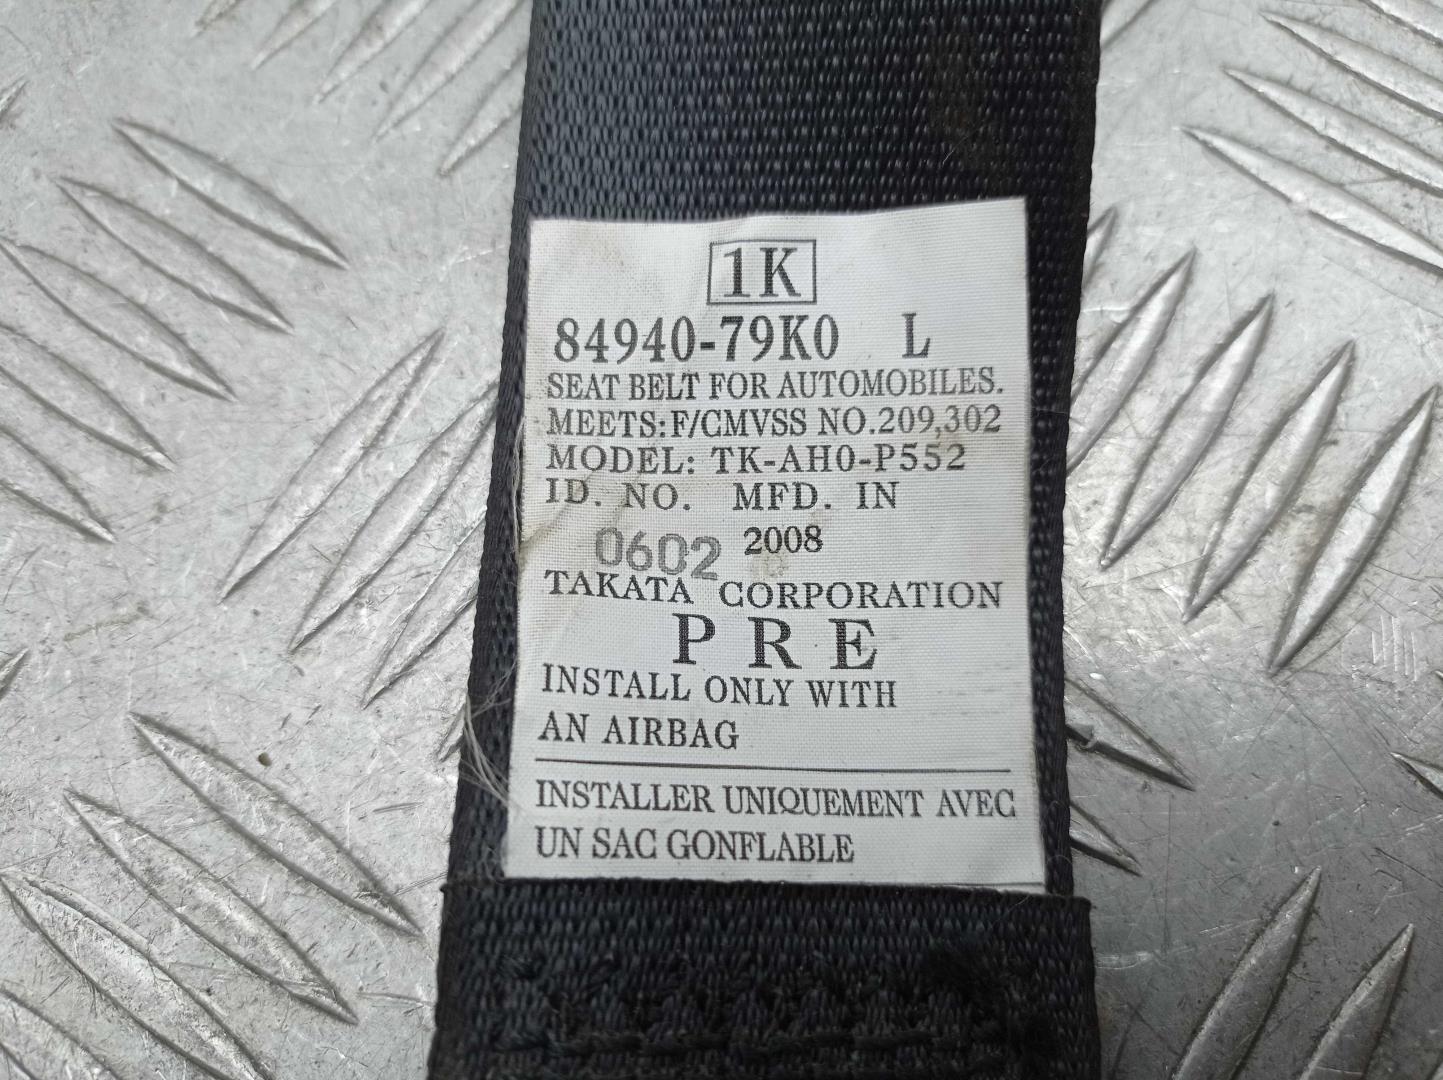 1K
84940-79K0 L
SEAT BELT FOR AUTOMOBILES.
MEETS:F/CMVSS NO.209,302
MODEL: TK-AH0-P552
ID. NO. MFD. IN
0602 2008
TAKATA CORPORATION
PRE
INSTALL ONLY WITH
AN AIRBAG
INSTALLER UNIQUEMENT AVEC
UN SAC GONFLABLE